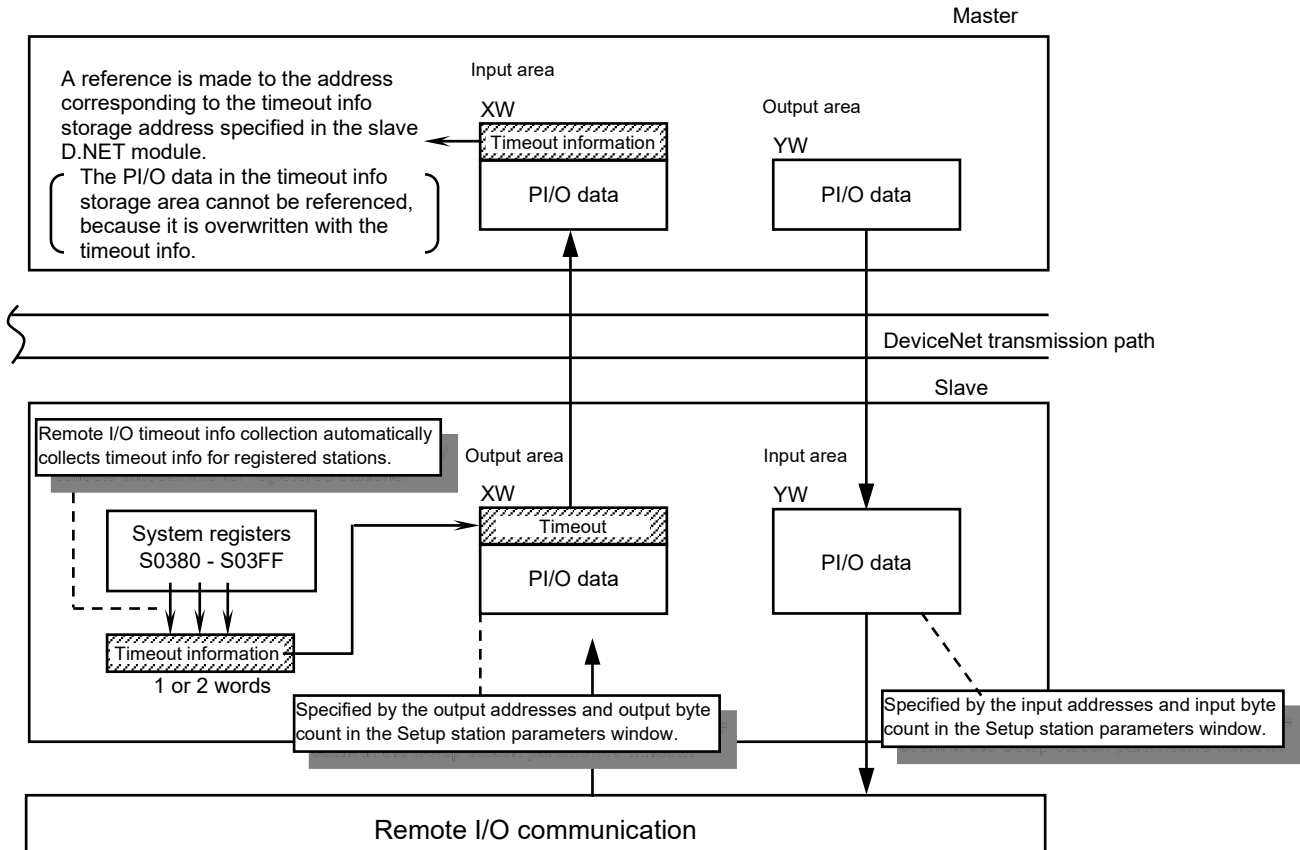 Master
A reference is made to the address
corresponding to the timeout info
storage address specified in the slave
D.NET module.
The PI/O data in the timeout info
storage area cannot be referenced,
because it is overwritten with the
timeout info.
Input area
XW
Timeout information
PI/O data
Output area
YW
PI/O data
DeviceNet transmission path
Slave
Remote I/O timeout info collection automatically
collects timeout info for registered stations.
System registers
S0380 - S03FF
Timeout information
1 or 2 words
Output area
XW
Timeout
PI/O data
Input area
YW
PI/O data
Specified by the output addresses and output byte
count in the Setup station parameters window.
Specified by the input addresses and input byte
count in the Setup station parameters window.
Remote I/O communication